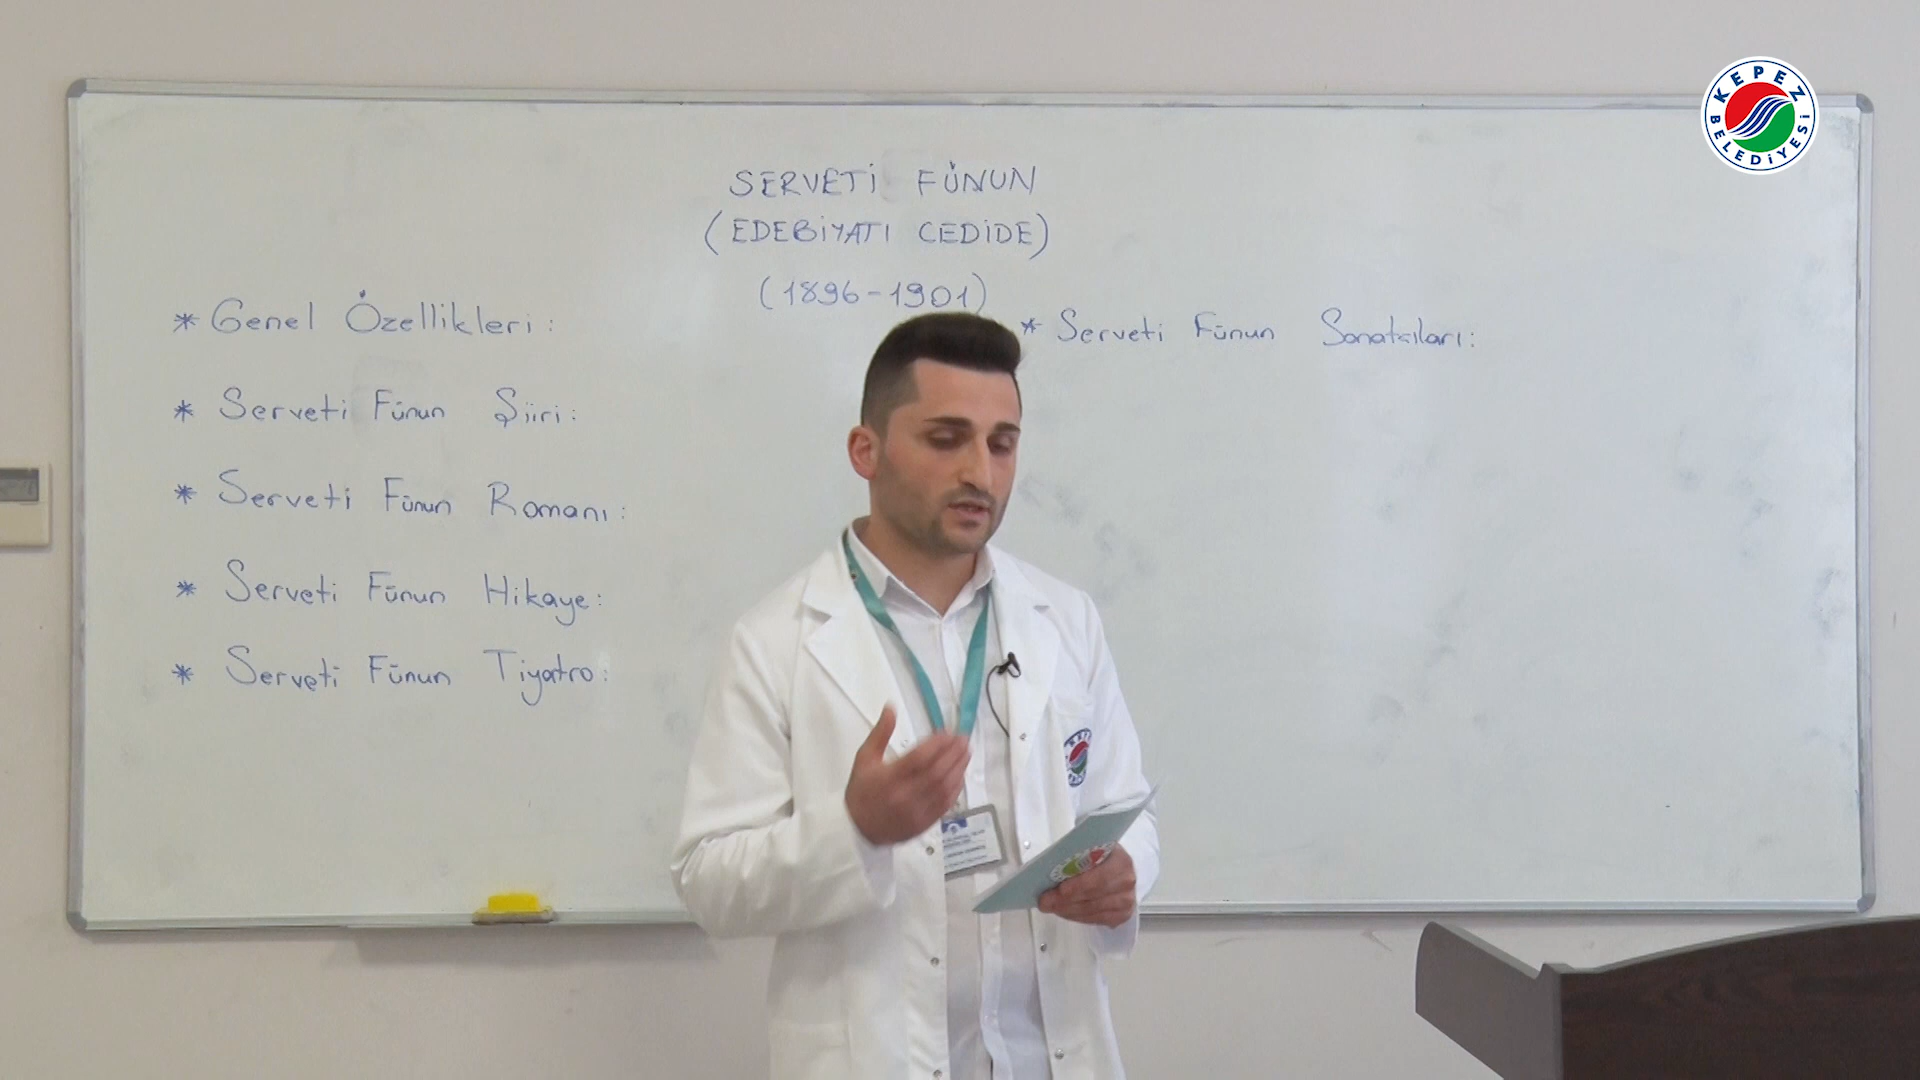 KEPEZ BELEDİYESİ
SERVETİ FÜNUN
(EDEBİYATI CEDİDE)
(1896-1901)
* Genel Özellikleri:
* Serveti Fünun Şiiri:
* Serveti Fünun Romanı:
* Serveti Fünun Hikaye:
* Serveti Fünun Tiyatro:
* Serveti Fünun Sanatçıları: